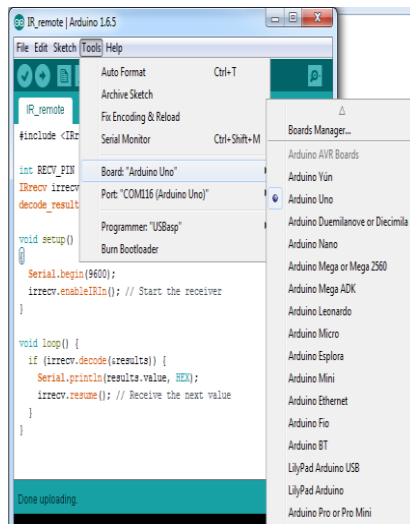 IR_remote | Arduino 1.6.5
File Edit Sketch Tools Help
Auto Format Ctrl+T
Archive Sketch
Fix Encoding & Reload
Serial Monitor Ctrl+Shift+M
Board: "Arduino Uno"
Port: "COM116 (Arduino Uno)"
Programmer: "USBasp"
Burn Bootloader
Boards Manager...
Arduino AVR Boards
Arduino Yún
Arduino Uno
Arduino Duemilanove or Diecimila
Arduino Nano
Arduino Mega or Mega 2560
Arduino Mega ADK
Arduino Leonardo
Arduino Micro
Arduino Esplora
Arduino Mini
Arduino Ethernet
Arduino Fio
Arduino BT
LilyPad Arduino USB
LilyPad Arduino
Arduino Pro or Pro Mini
IR_remote
#include <IRr
int RECV_PIN
IRrecv irrecv
decode_result
void setup()
{
Serial.begin(9600);
irrecv.enableIRIn(); // Start the receiver
}
void loop() {
if (irrecv.decode(&results)) {
Serial.println(results.value, HEX);
irrecv.resume(); // Receive the next value
}
}
Done uploading.